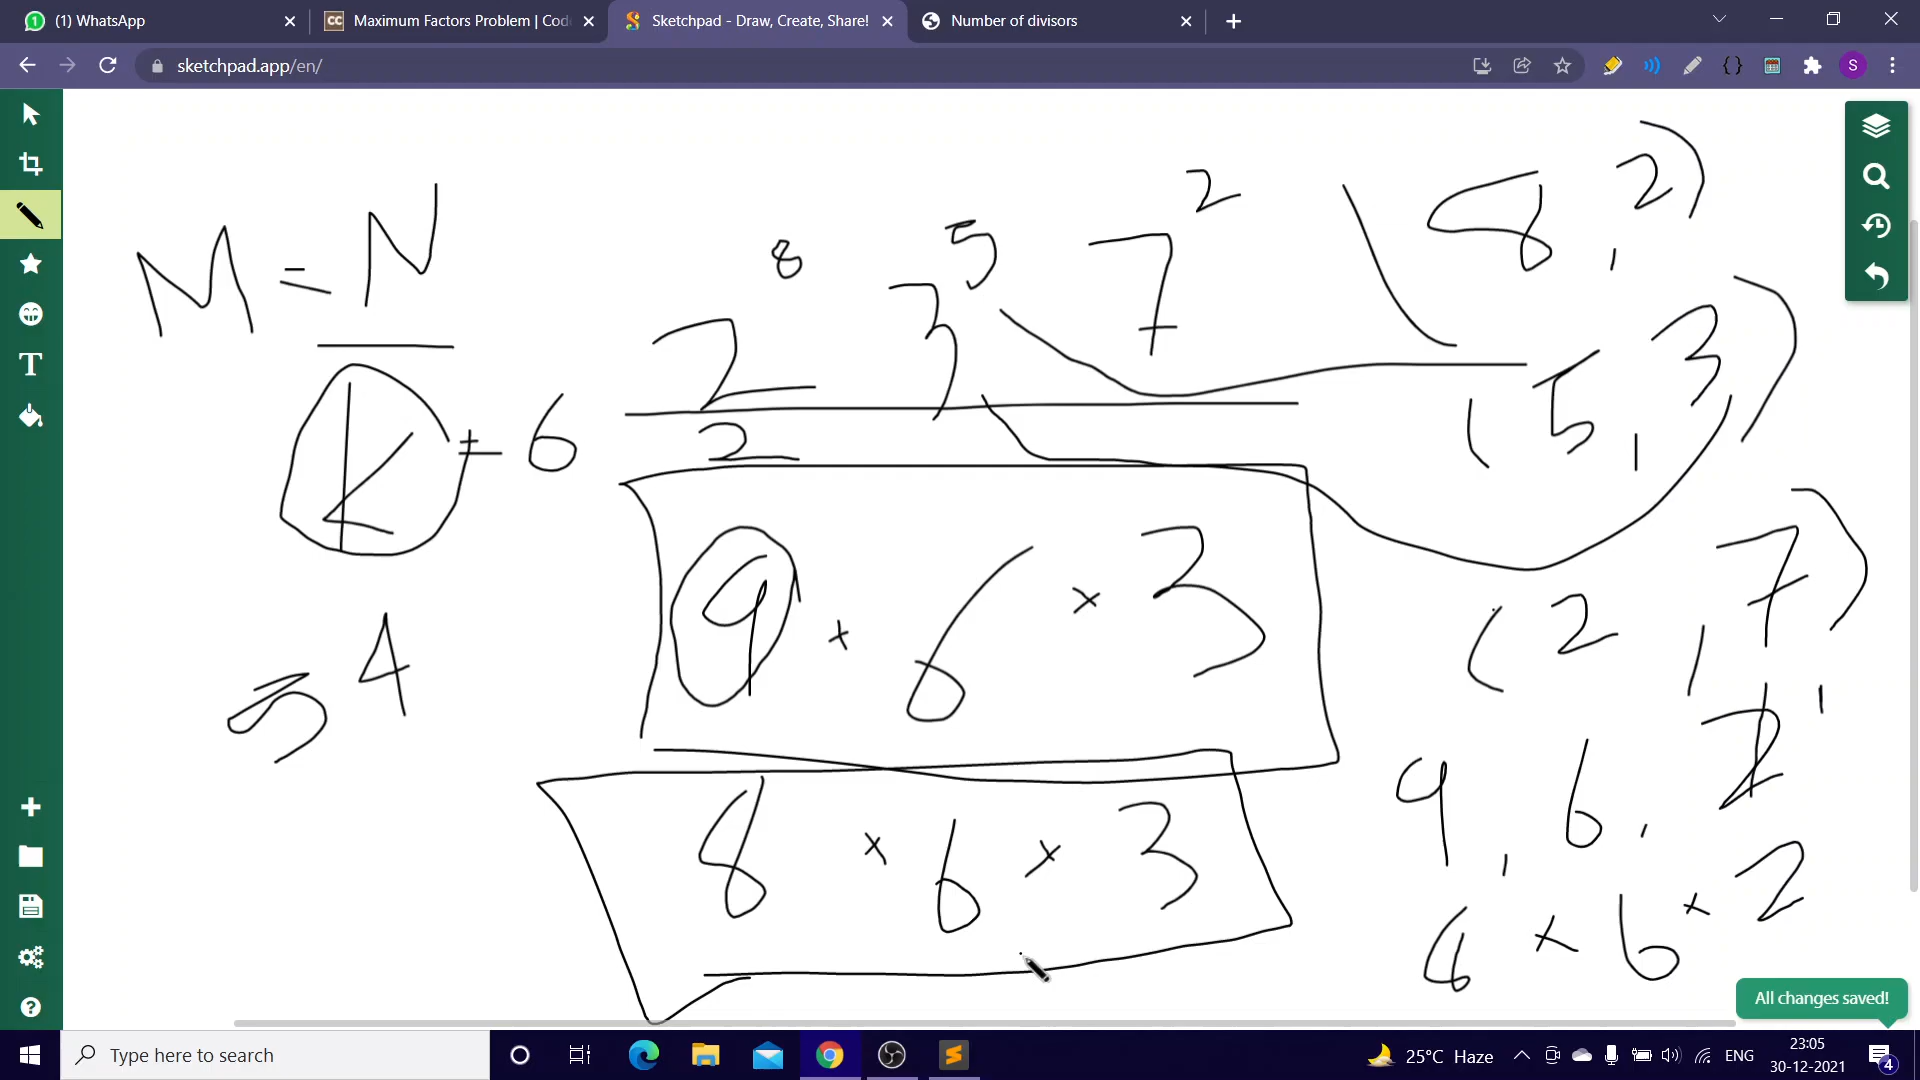 (1) WhatsApp
Maximum Factors Problem | Cod
Sketchpad - Draw, Create, Share!
Number of divisors
sketchpad.app/en/
S
M = N
K = 6
2 8 3 5 7 2
2
9 × 6 × 3
8 × 6 × 3
5 4
8, 2)
(5, 3)
(2, 7)
9, 6, 2
6 × 2
T
All changes saved!
Type here to search
25°C Haze
ENG
23:05
30-12-2021
4